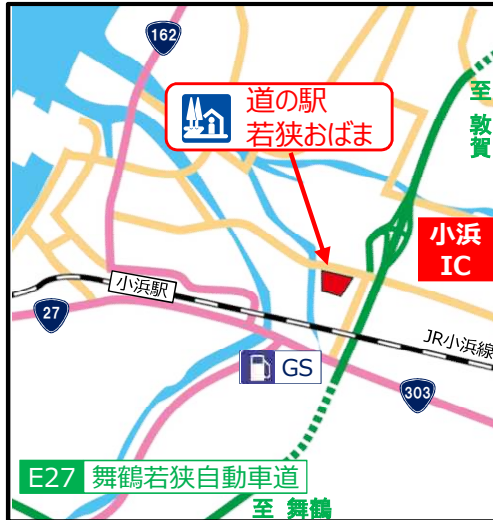 162
道の駅
若狭おばま
至 敦賀
小浜
IC
小浜駅
27
JR小浜線
GS
303
E27 舞鶴若狭自動車道
至 舞鶴